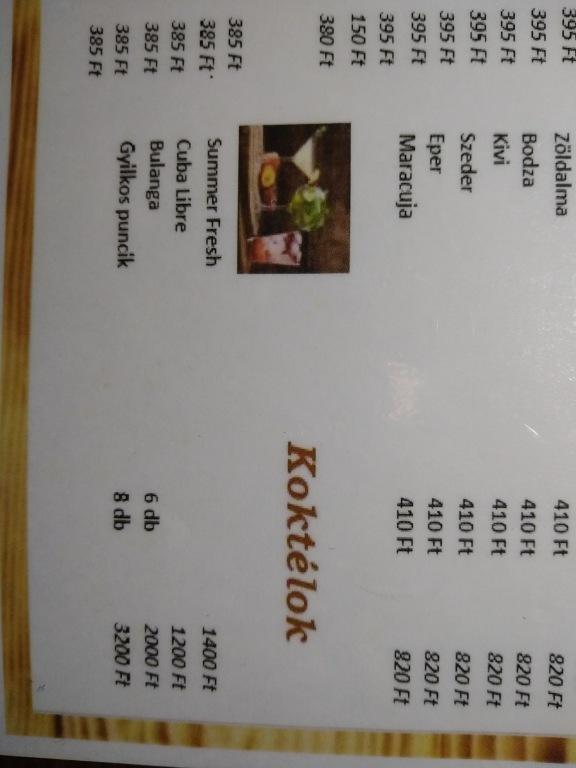 395 Ft Zöldalma 410 Ft 820 Ft
395 Ft Bodza 410 Ft 820 Ft
395 Ft Kivi 410 Ft 820 Ft
395 Ft Szeder 410 Ft 820 Ft
395 Ft Eper 410 Ft 820 Ft
395 Ft Maracuja 410 Ft 820 Ft
150 Ft
380 Ft
Koktélok
385 Ft
385 Ft Summer Fresh 1400 Ft
385 Ft Cuba Libre 1200 Ft
385 Ft Bulanga 6 db 2000 Ft
385 Ft Gyilkos puncik 8 db 3200 Ft
385 Ft